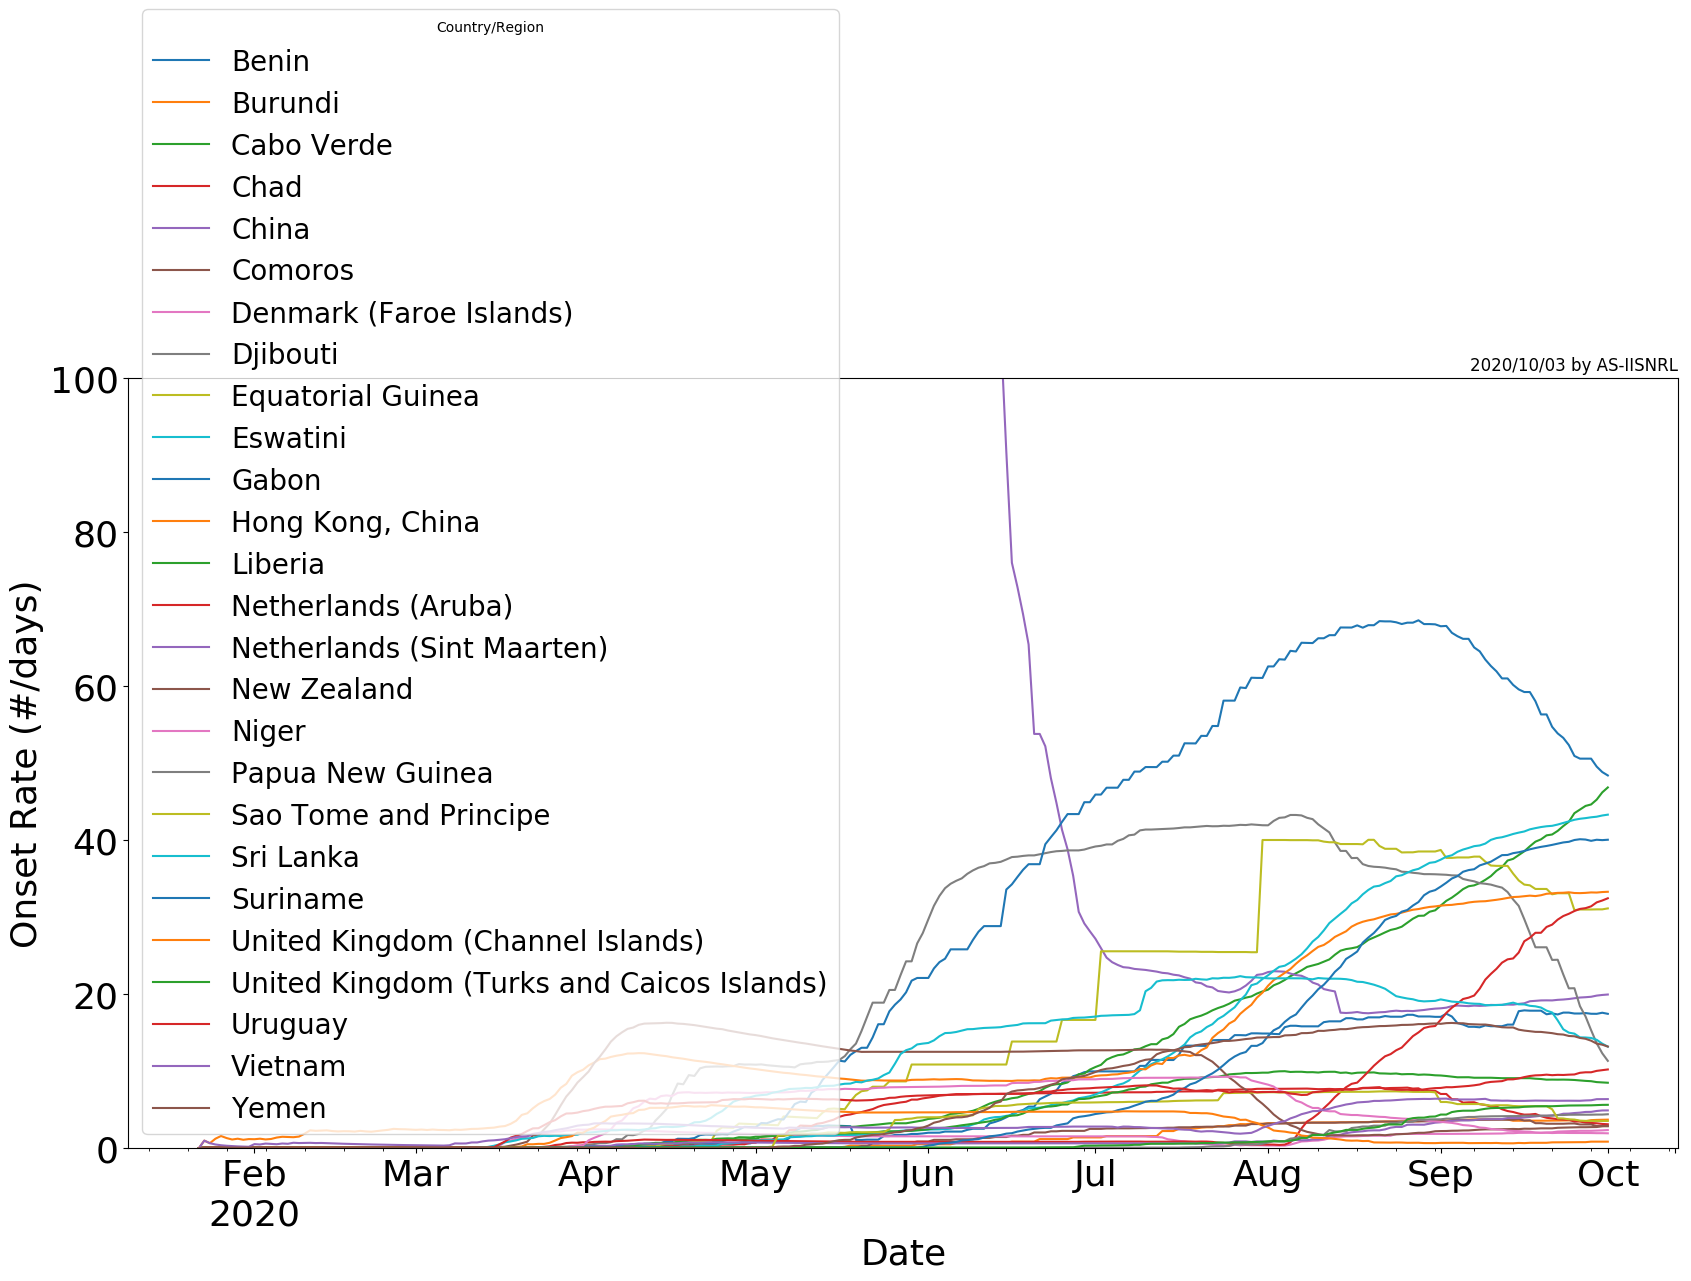 Country/Region
Benin
Burundi
Cabo Verde
Chad
China
Comoros
Denmark (Faroe Islands)
Djibouti
Equatorial Guinea
Eswatini
Gabon
Hong Kong, China
Liberia
Netherlands (Aruba)
Netherlands (Sint Maarten)
New Zealand
Niger
Papua New Guinea
Sao Tome and Principe
Sri Lanka
Suriname
United Kingdom (Channel Islands)
United Kingdom (Turks and Caicos Islands)
Uruguay
Vietnam
Yemen
2020/10/03 by AS-IISNRL
100
80
60
40
20
0
Onset Rate (#/days)
Feb Mar Apr May Jun Jul Aug Sep Oct
2020
Date